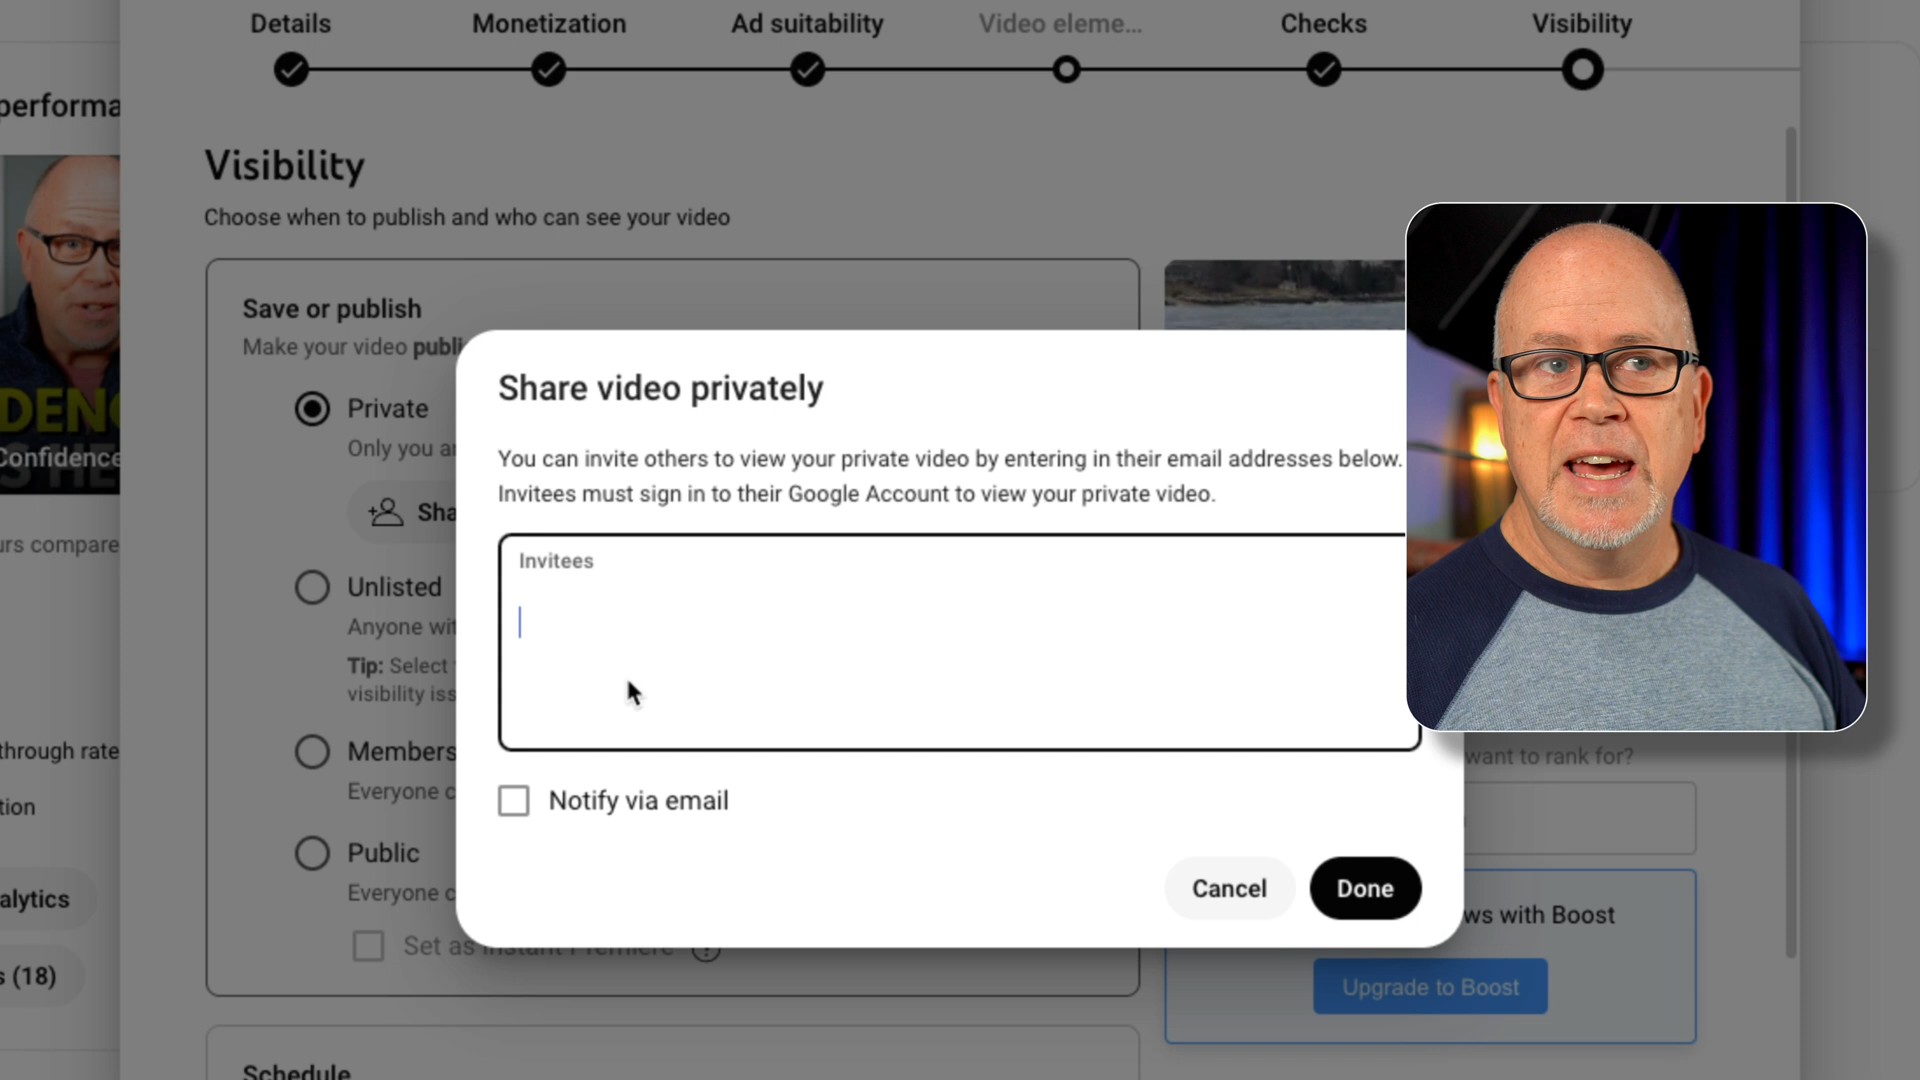 Details
Monetization
Ad suitability
Video eleme...
Checks
Visibility
performa
Visibility
Choose when to publish and who can see your video
Save or publish
Make your video publi
Private
Only you a
Sha
Unlisted
Anyone wit
Tip: Select
visibility iss
Members
Everyone c
Public
Everyone c
Set as Instant Premiere
Share video privately
You can invite others to view your private video by entering in their email addresses below.
Invitees must sign in to their Google Account to view your private video.
Invitees
Notify via email
Cancel
Done
DENC
Confidence
urs compare
through rate
tion
alytics
s (18)
want to rank for?
ws with Boost
Upgrade to Boost
Schedule